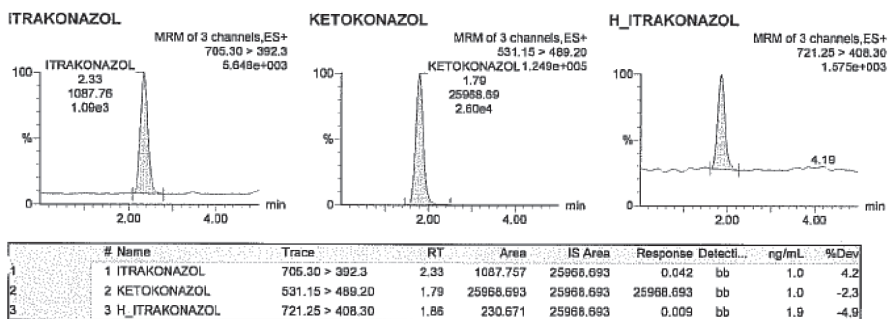 ITRAKONAZOL
MRM of 3 channels,ES+
705.30 > 392.3
5,648e+003
ITRAKONAZOL
2.33
1087.76
1.09e3
100
%
0
2.00
4.00
min
KETOKONAZOL
MRM of 3 channels,ES+
531.15 > 489.20
KETOKONAZOL 1.249e+005
1.79
25968.69
2.60e4
100
%
0
2.00
4.00
min
H_ITRAKONAZOL
MRM of 3 channels,ES+
721.25 > 408.30
1.575e+003
100
%
0
4.19
2.00
4.00
min
# Name Trace RT Area IS Area Response Detecti... ng/mL %Dev
1 1 ITRAKONAZOL 705.30 > 392.3 2.33 1087.757 25968.693 0.042 bb 1.0 4.2
2 2 KETOKONAZOL 531.15 > 489.20 1.79 25968.693 25968.693 25968.693 bb 1.0 -2.3
3 3 H_ITRAKONAZOL 721.25 > 408.30 1.86 230.671 25968.693 0.009 bb 1.9 -4.9